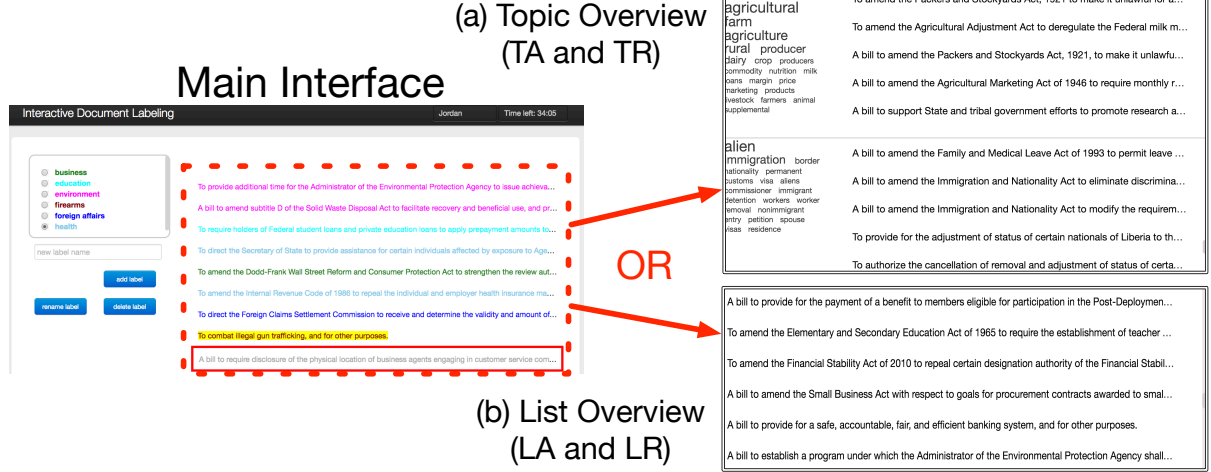 (a) Topic Overview
(TA and TR)
Main Interface
Interactive Document Labeling
Jordan
Time left: 34:05
business
education
environment
firearms
foreign affairs
health
new label name
add label
rename label
delete label
To provide additional time for the Administrator of the Environmental Protection Agency to issue achieva...
A bill to amend subtitle D of the Solid Waste Disposal Act to facilitate recovery and beneficial use, and pr...
To require holders of Federal student loans and private education loans to apply prepayment amounts to...
To direct the Secretary of State to provide assistance for certain individuals affected by exposure to Age...
To amend the Dodd-Frank Wall Street Reform and Consumer Protection Act to strengthen the review aut...
To amend the Internal Revenue Code of 1986 to repeal the individual and employer health insurance ma...
To direct the Foreign Claims Settlement Commission to receive and determine the validity and amount of...
To combat illegal gun trafficking, and for other purposes.
A bill to require disclosure of the physical location of business agents engaging in customer service com...
OR
agricultural
farm
agriculture
rural producer
dairy crop producers
commodity nutrition milk
loans margin price
marketing products
livestock farmers animal
supplemental
To amend the Packers and Stockyards Act, 1921 to make it unlawful for a...
To amend the Agricultural Adjustment Act to deregulate the Federal milk m...
A bill to amend the Packers and Stockyards Act, 1921, to make it unlawfu...
A bill to amend the Agricultural Marketing Act of 1946 to require monthly r...
A bill to support State and tribal government efforts to promote research a...
alien
immigration border
nationality permanent
customs visa aliens
commissioner immigrant
detention workers worker
removal nonimmigrant
entry petition spouse
visas residence
A bill to amend the Family and Medical Leave Act of 1993 to permit leave ...
A bill to amend the Immigration and Nationality Act to eliminate discrimina...
A bill to amend the Immigration and Nationality Act to modify the requirem...
To provide for the adjustment of status of certain nationals of Liberia to th...
To authorize the cancellation of removal and adjustment of status of certa...
(b) List Overview
(LA and LR)
A bill to provide for the payment of a benefit to members eligible for participation in the Post-Deploymen...
To amend the Elementary and Secondary Education Act of 1965 to require the establishment of teacher ...
To amend the Financial Stability Act of 2010 to repeal certain designation authority of the Financial Stabil...
A bill to amend the Small Business Act with respect to goals for procurement contracts awarded to smal...
A bill to provide for a safe, accountable, fair, and efficient banking system, and for other purposes.
A bill to establish a program under which the Administrator of the Environmental Protection Agency shall...